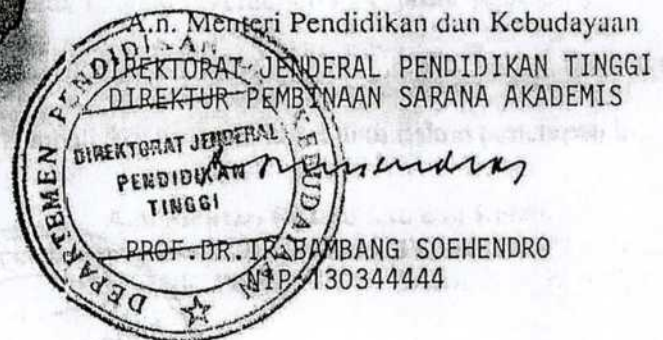 A.n. Menteri Pendidikan dan Kebudayaan
DIREKTORAT JENDERAL PENDIDIKAN TINGGI
DIREKTUR PEMBINAAN SARANA AKADEMIS
DEPARTEMEN PENDIDIKAN KEBUDAYAAN
DIREKTORAT JENDERAL
PENDIDIKAN
TINGGI
PROF.DR.IR.BAMBANG SOEHENDRO
NIP 130344444